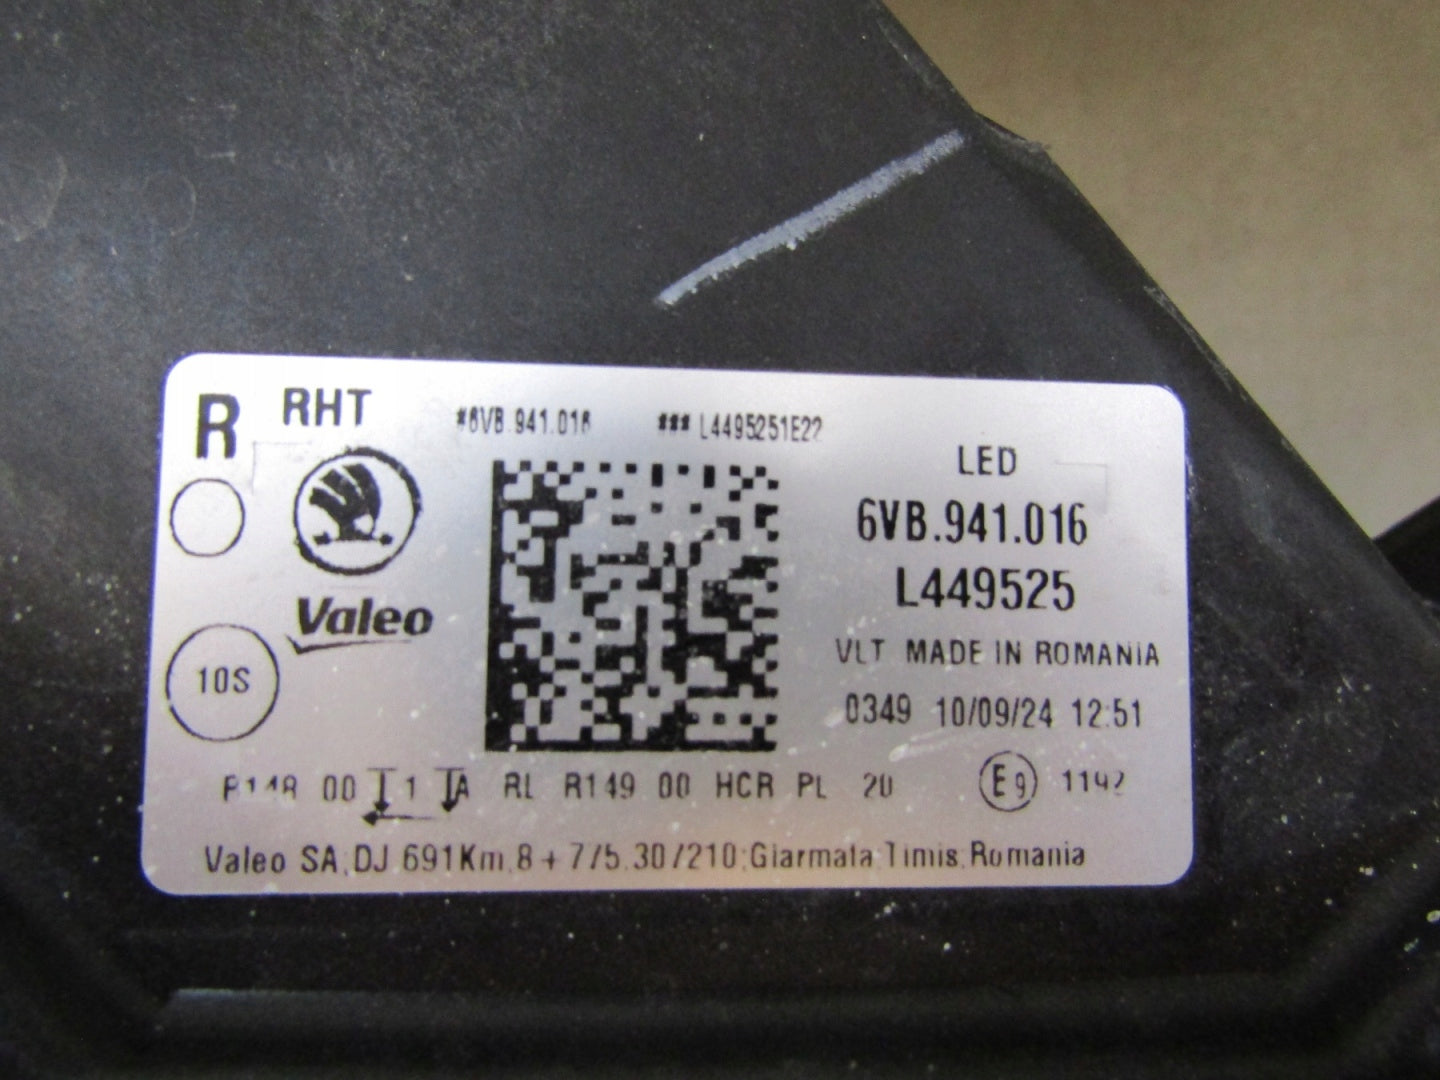 R RHT
#6VB.941.016 *** L4495251E22
LED
6VB.941.016
Valeo
L449525
VLT MADE IN ROMANIA
10S
0349 10/09/24 12:51
R148 00 1 A RL R149 00 HCR PL 20 E9 1192
Valeo SA;DJ 691Km.8+775.30/210;Giarmata;Timis;Romania